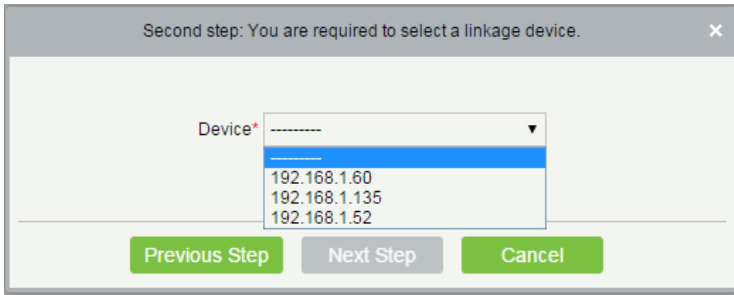 Second step: You are required to select a linkage device.
×
Device* ---------
---------
192.168.1.60
192.168.1.135
192.168.1.52
Previous Step Next Step Cancel